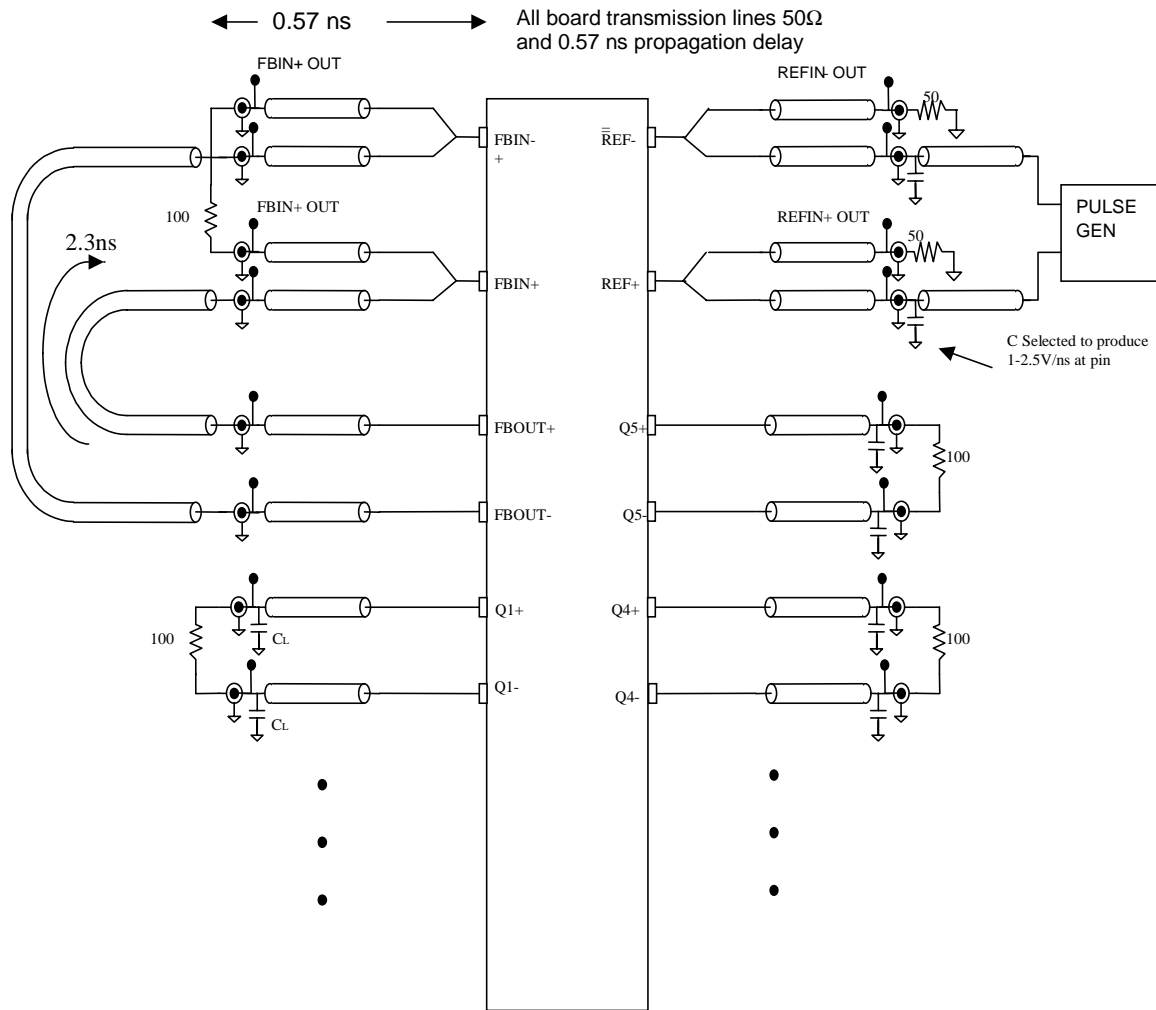 0.57 ns
All board transmission lines 50Ω
and 0.57 ns propagation delay
FBIN+ OUT
REFIN- OUT
50
FBIN-
+
REF-
100
FBIN+ OUT
REFIN+ OUT
50
PULSE
GEN
2.3ns
FBIN+
REF+
C Selected to produce
1-2.5V/ns at pin
FBOUT+
Q5+
100
FBOUT-
Q5-
Q1+
Q4+
100
CL
100
Q1-
Q4-
CL